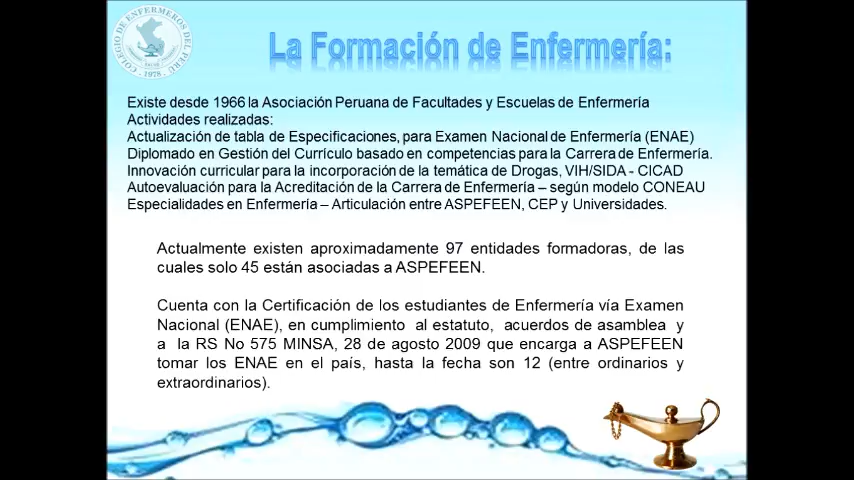 COLEGIO DE ENFERMEROS DEL PERÚ
- 1978 -
La Formación de Enfermería:
Existe desde 1966 la Asociación Peruana de Facultades y Escuelas de Enfermería
Actividades realizadas:
Actualización de tabla de Especificaciones, para Examen Nacional de Enfermería (ENAE)
Diplomado en Gestión del Currículo basado en competencias para la Carrera de Enfermería.
Innovación curricular para la incorporación de la temática de Drogas, VIH/SIDA - CICAD
Autoevaluación para la Acreditación de la Carrera de Enfermería – según modelo CONEAU
Especialidades en Enfermería – Articulación entre ASPEFEEN, CEP y Universidades.
Actualmente existen aproximadamente 97 entidades formadoras, de las
cuales solo 45 están asociadas a ASPEFEEN.
Cuenta con la Certificación de los estudiantes de Enfermería vía Examen
Nacional (ENAE), en cumplimiento al estatuto, acuerdos de asamblea y
a la RS No 575 MINSA, 28 de agosto 2009 que encarga a ASPEFEEN
tomar los ENAE en el país, hasta la fecha son 12 (entre ordinarios y
extraordinarios).